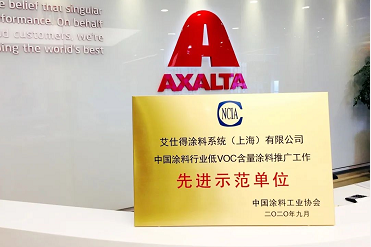 e belief that singular
rformance. On behalf
d customers, we're
ning the world's best
AXALTA
NCIA
艾仕得涂料系统（上海）有限公司
中国涂料行业低VOC含量涂料推广工作
先进示范单位
中国涂料工业协会
二〇二〇年九月